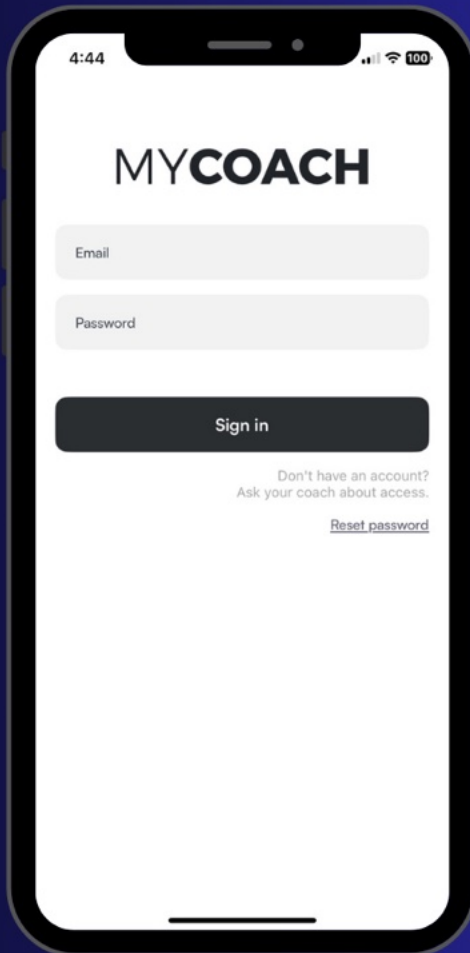 4:44
100
MYCOACH
Email
Password
Sign in
Don't have an account?
Ask your coach about access.
Reset password